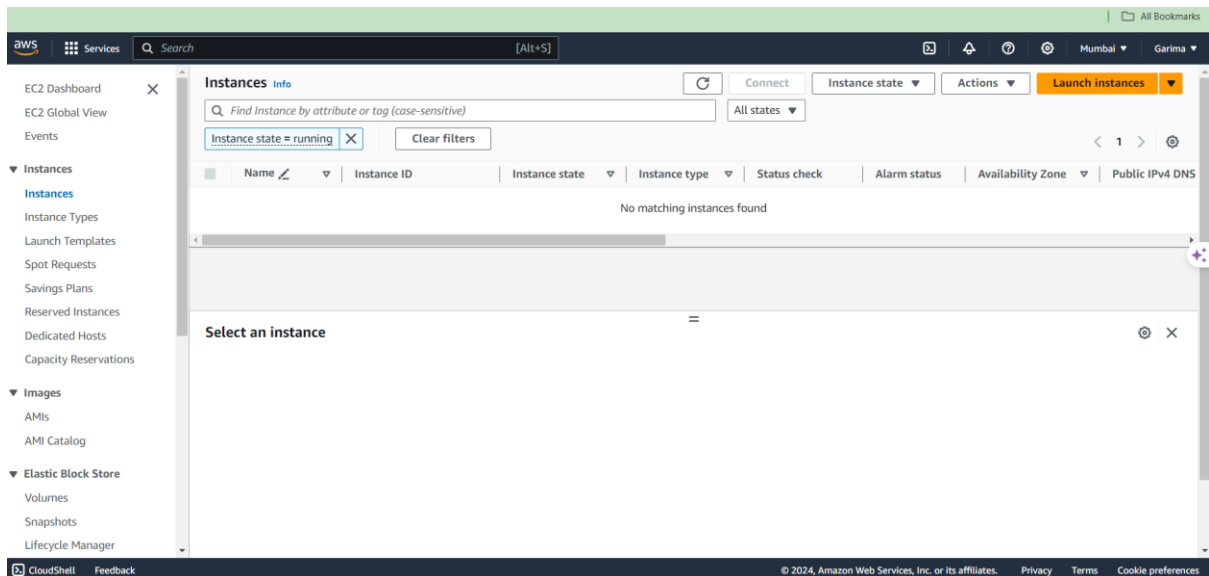 All Bookmarks
aws Services Search [Alt+S] Mumbai Garima
EC2 Dashboard
EC2 Global View
Events
Instances
Instances
Instance Types
Launch Templates
Spot Requests
Savings Plans
Reserved Instances
Dedicated Hosts
Capacity Reservations
Images
AMIs
AMI Catalog
Elastic Block Store
Volumes
Snapshots
Lifecycle Manager
Instances Info Connect Instance state Actions Launch instances
Find Instance by attribute or tag (case-sensitive) All states
Instance state = running Clear filters 1
Name Instance ID Instance state Instance type Status check Alarm status Availability Zone Public IPv4 DNS
No matching instances found
Select an instance
CloudShell Feedback © 2024, Amazon Web Services, Inc. or its affiliates. Privacy Terms Cookie preferences